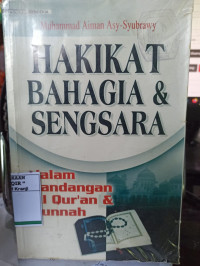 Muhammad Aiman Asy-Syubrawy
HAKIKAT
BAHAGIA &
SENGSARA
Dalam
Pandangan
Al Qur'an &
Sunnah